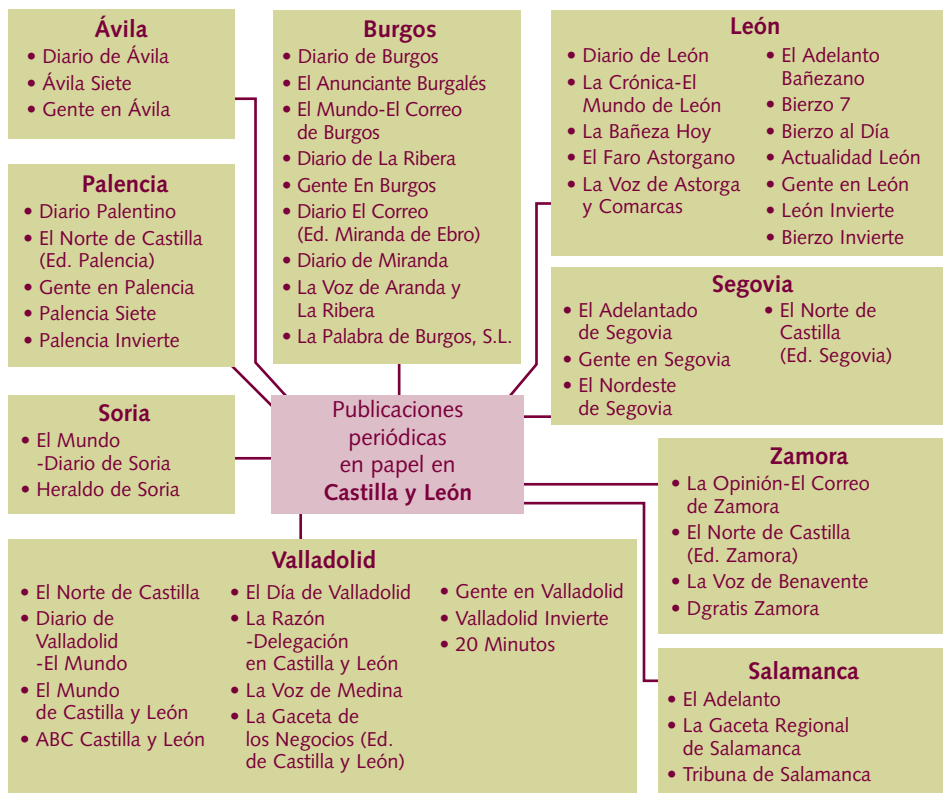 Ávila
• Diario de Ávila
• Ávila Siete
• Gente en Ávila
Burgos
• Diario de Burgos
• El Anunciante Burgalés
• El Mundo-El Correo
de Burgos
• Diario de La Ribera
• Gente En Burgos
• Diario El Correo
(Ed. Miranda de Ebro)
• Diario de Miranda
• La Voz de Aranda y
La Ribera
• La Palabra de Burgos, S.L.
León
• Diario de León
• La Crónica-El
Mundo de León
• La Bañeza Hoy
• El Faro Astorgano
• La Voz de Astorga
y Comarcas
• El Adelanto
Bañezano
• Bierzo 7
• Bierzo al Día
• Actualidad León
• Gente en León
• León Invierte
• Bierzo Invierte
Palencia
• Diario Palentino
• El Norte de Castilla
(Ed. Palencia)
• Gente en Palencia
• Palencia Siete
• Palencia Invierte
Segovia
• El Adelantado
de Segovia
• Gente en Segovia
• El Nordeste
de Segovia
• El Norte de
Castilla
(Ed. Segovia)
Soria
• El Mundo
-Diario de Soria
• Heraldo de Soria
Publicaciones
periódicas
en papel en
Castilla y León
Zamora
• La Opinión-El Correo
de Zamora
• El Norte de Castilla
(Ed. Zamora)
• La Voz de Benavente
• Dgratis Zamora
Valladolid
• El Norte de Castilla
• Diario de
Valladolid
-El Mundo
• El Mundo
de Castilla y León
• ABC Castilla y León
• El Día de Valladolid
• La Razón
-Delegación
en Castilla y León
• La Voz de Medina
• La Gaceta de
los Negocios (Ed.
de Castilla y León)
• Gente en Valladolid
• Valladolid Invierte
• 20 Minutos
Salamanca
• El Adelanto
• La Gaceta Regional
de Salamanca
• Tribuna de Salamanca